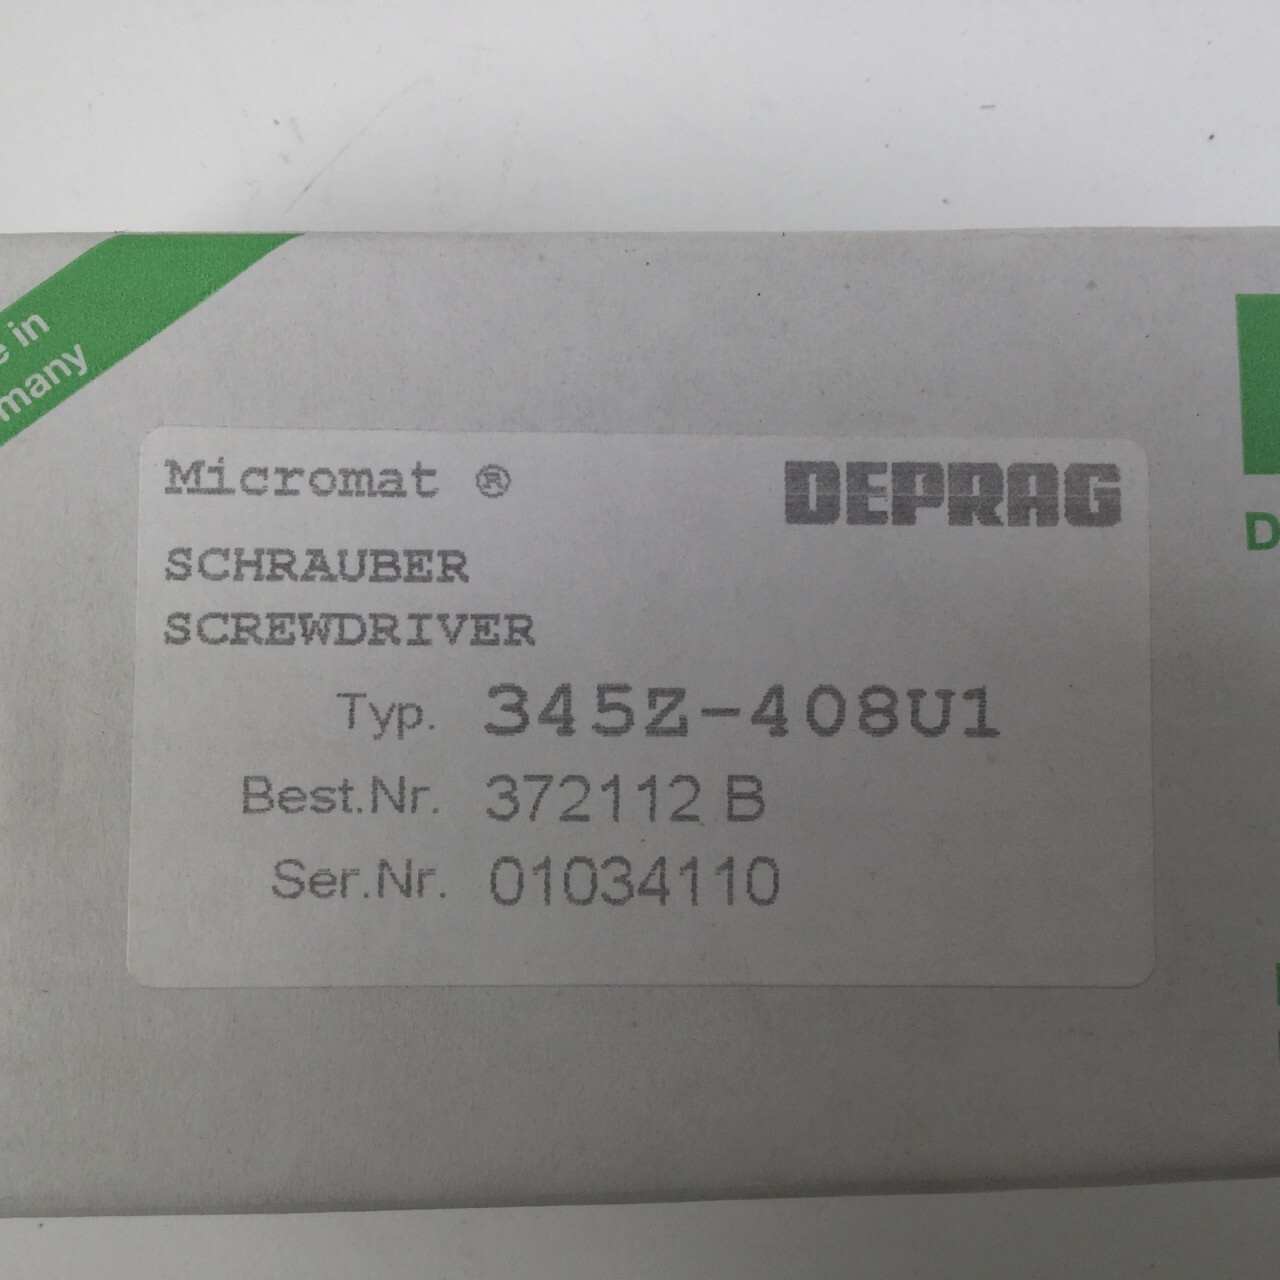 in
many
Micromat ®
DEPRAG
SCHRAUBER
SCREWDRIVER
Typ. 345Z-408U1
Best.Nr. 372112 B
Ser.Nr. 01034110
D